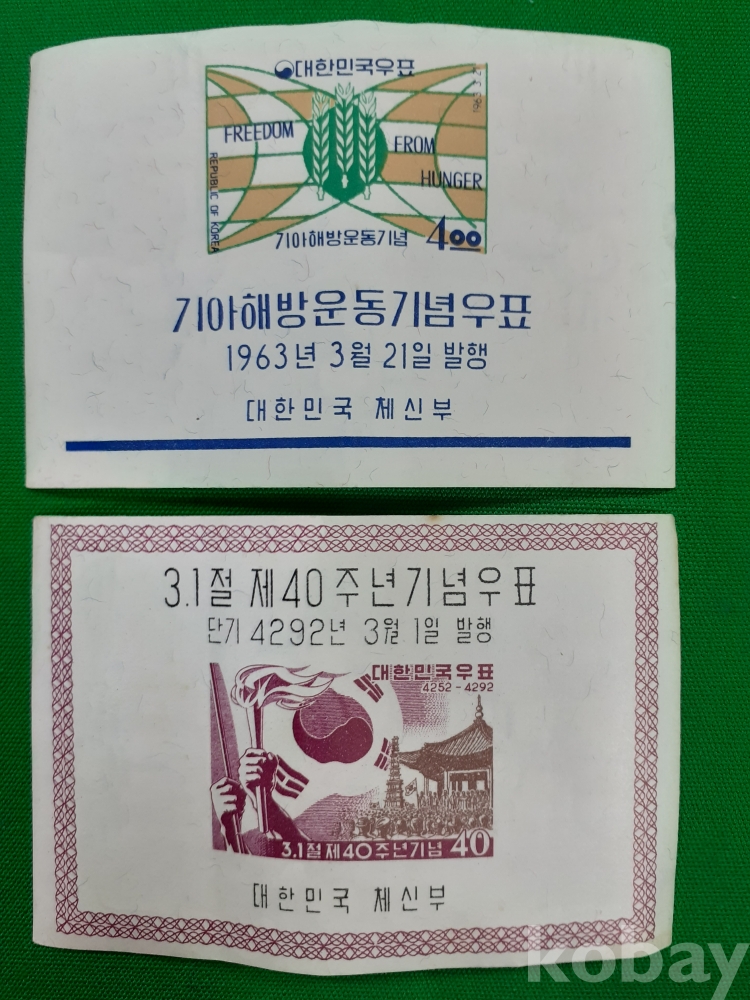 대한민국우표
1963.3.21
FREEDOM
FROM
HUNGER
REPUBLIC OF KOREA
기아해방운동기념 400
기아해방운동기념우표
1963년 3월 21일 발행
대한민국 체신부
3.1절 제40주년기념우표
단기 4292년 3월 1일 발행
대한민국우표
4252-4292
3.1절제40주년기념 40
대한민국 체신부
kobay